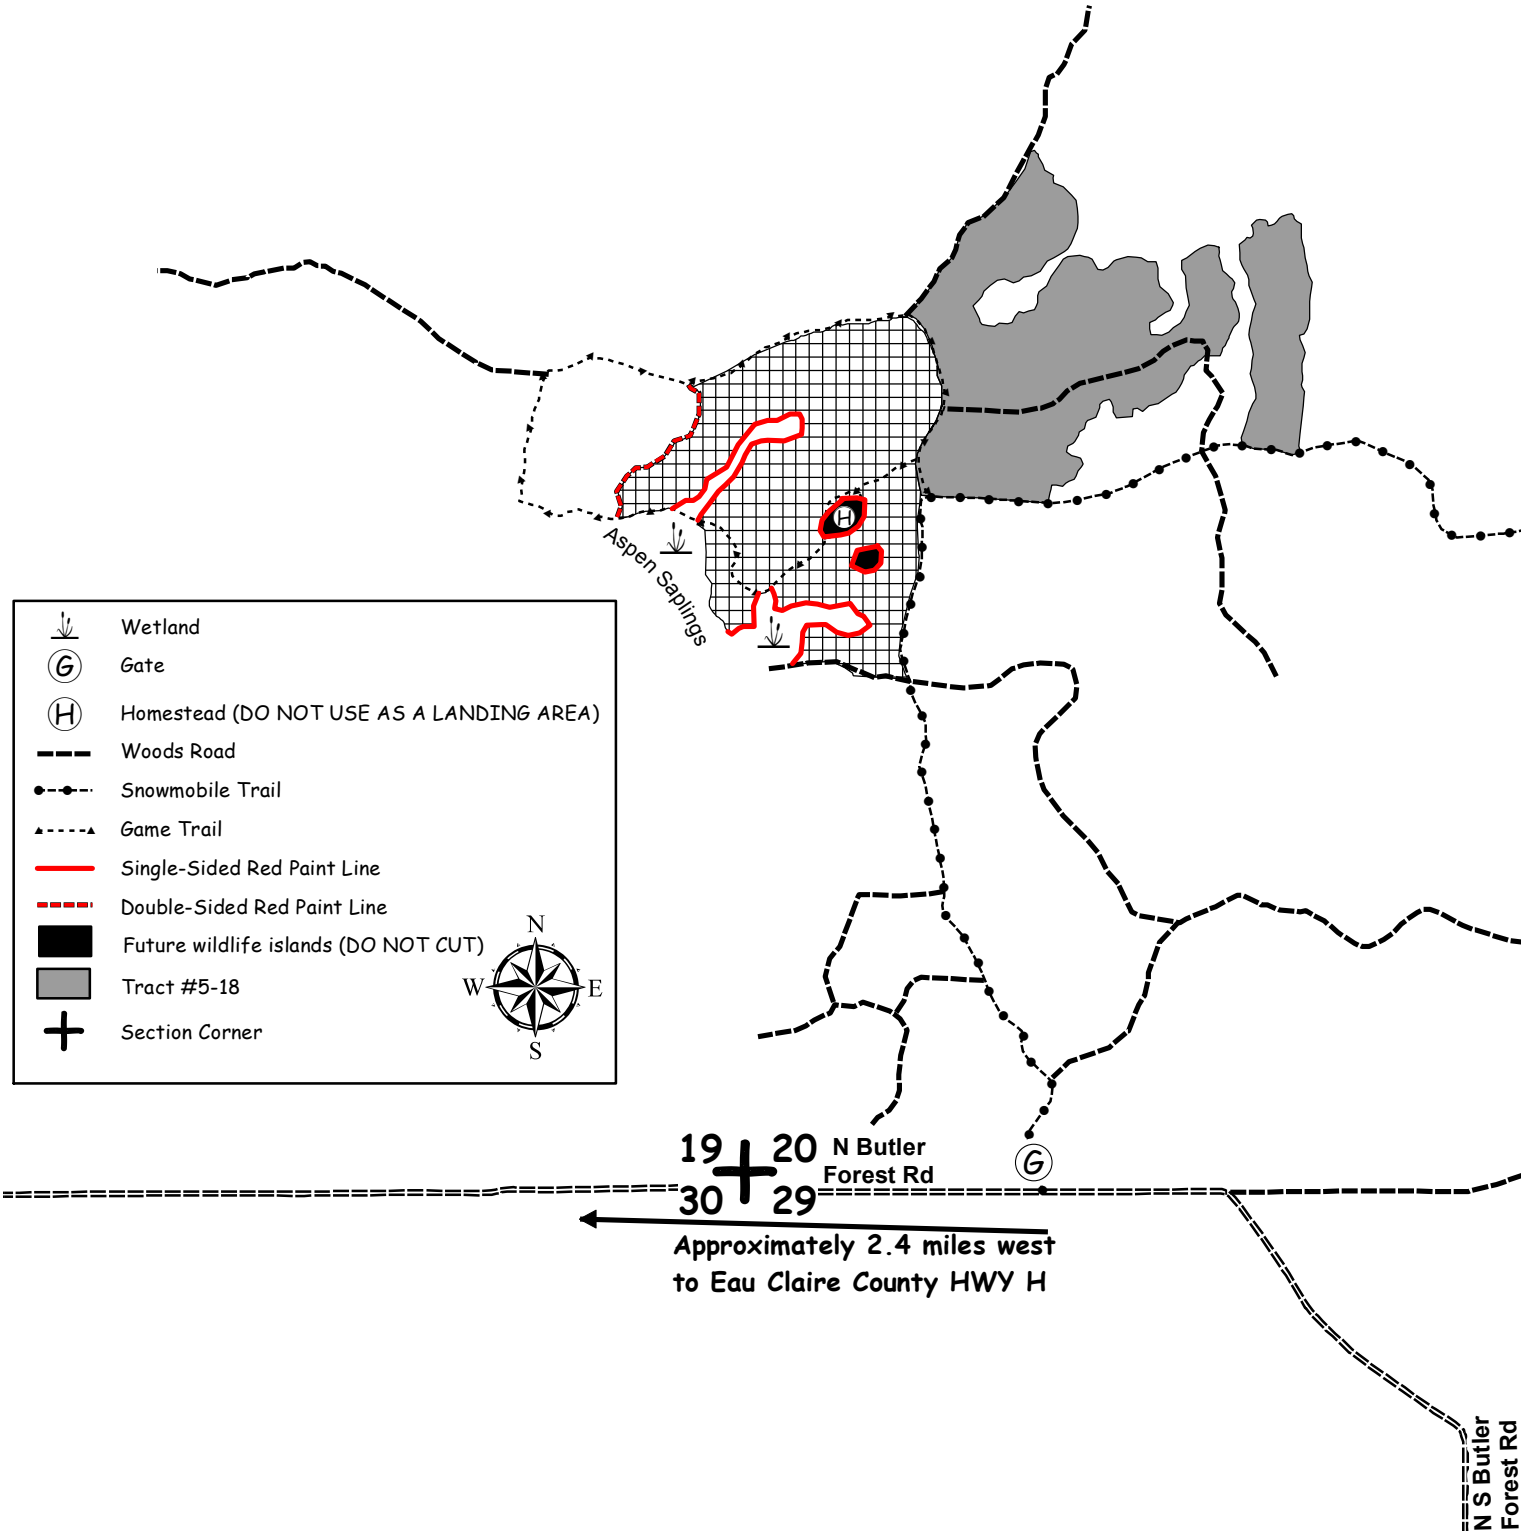 H
Aspen Saplings
Wetland
G
Gate
H
Homestead (DO NOT USE AS A LANDING AREA)
Woods Road
Snowmobile Trail
Game Trail
Single-Sided Red Paint Line
Double-Sided Red Paint Line
Future wildlife islands (DO NOT CUT)
Tract #5-18
Section Corner
N
W
E
S
19
20
30
29
N Butler
Forest Rd
G
Approximately 2.4 miles west
to Eau Claire County HWY H
N S Butler
Forest Rd